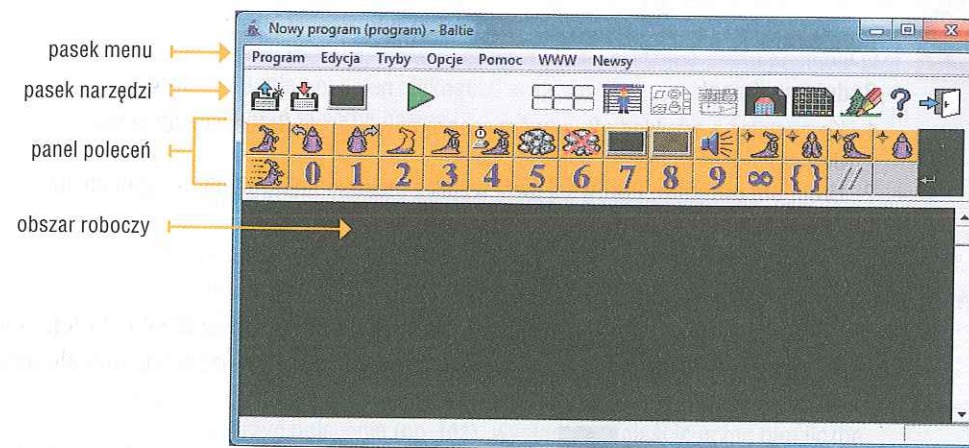 Nowy program (program) - Baltie
pasek menu
Program Edycja Tryby Opcje Pomoc WWW Newsy
pasek narzędzi
?
panel poleceń
0 1 2 3 4 5 6 7 8 9 ∞ { } //
obszar roboczy